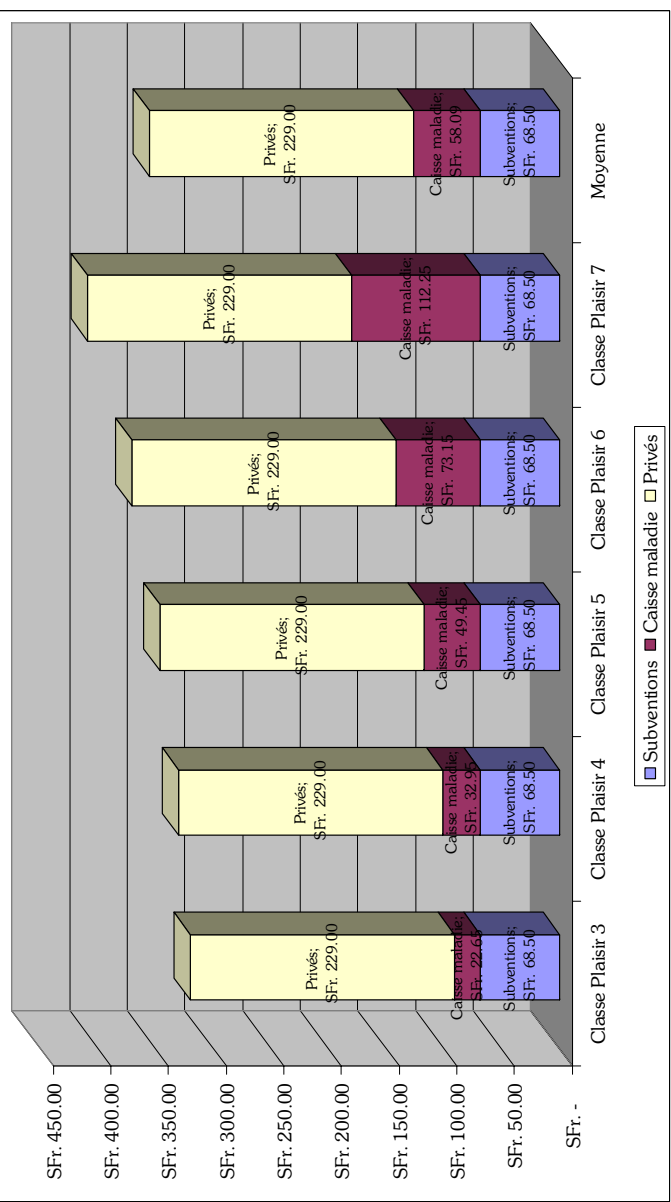 SFr. 450.00
SFr. 400.00
SFr. 350.00
SFr. 300.00
SFr. 250.00
SFr. 200.00
SFr. 150.00
SFr. 100.00
SFr. 50.00
SFr. -
Privés;
SFr. 229.00
Caisse maladie;
SFr. 22.65
Subventions;
SFr. 68.50
Classe Plaisir 3
Privés;
SFr. 229.00
Caisse maladie;
SFr. 32.95
Subventions;
SFr. 68.50
Classe Plaisir 4
Privés;
SFr. 229.00
Caisse maladie;
SFr. 49.45
Subventions;
SFr. 68.50
Classe Plaisir 5
Privés;
SFr. 229.00
Caisse maladie;
SFr. 73.15
Subventions;
SFr. 68.50
Classe Plaisir 6
Privés;
SFr. 229.00
Caisse maladie;
SFr. 112.25
Subventions;
SFr. 68.50
Classe Plaisir 7
Privés;
SFr. 229.00
Caisse maladie;
SFr. 58.09
Subventions;
SFr. 68.50
Moyenne
Subventions Caisse maladie Privés